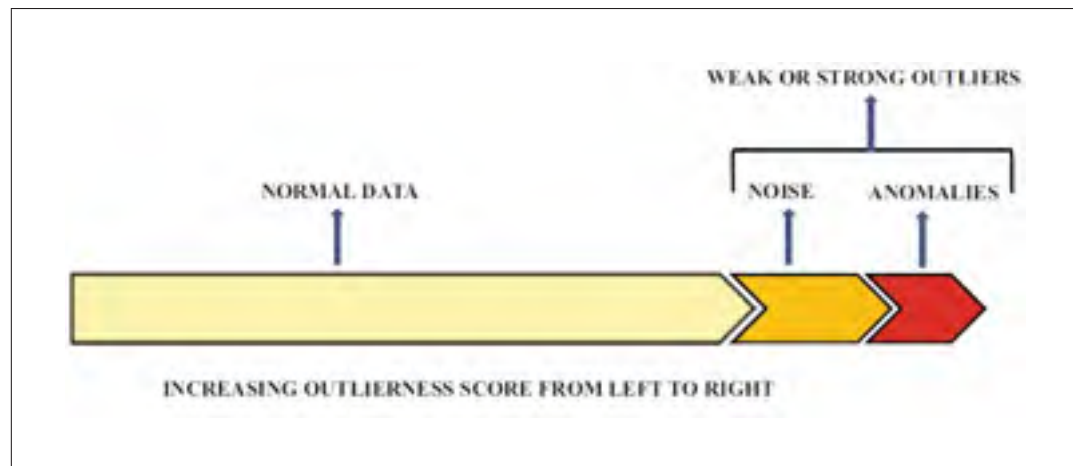 WEAK OR STRONG OUTLIERS
NORMAL DATA
NOISE
ANOMALIES
INCREASING OUTLIERNESS SCORE FROM LEFT TO RIGHT